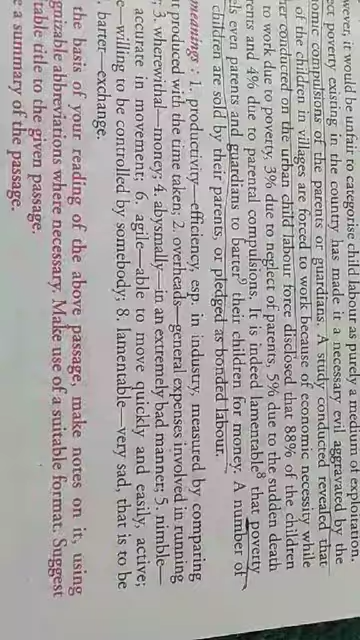 wever, it would be unfair to categorise child labour as purely a medium of exploitation.
ct poverty existing in the country has made it a necessary evil aggravated by the
nomic compulsions of the parents or guardians. A study conducted revealed that
of the children in villages are forced to work because of economic necessity while
er conducted on the urban child labour force disclosed that 88% of the children
to work due to poverty, 3% due to neglect of parents, 5% due to the sudden death
rents and 4% due to parental compulsions. It is indeed lamentable8 that poverty
ls even parents and guardians to barter9 their children for money. A number of
children are sold by their parents, or pledged as bonded labour.
meanings : 1. productivity—efficiency, esp. in industry, measured by comparing
t produced with the time taken; 2. overheads—general expenses involved in running
; 3. wherewithal—money; 4. abysmally—in an extremely bad manner; 5. nimble—
accurate in movement; 6. agile—able to move quickly and easily, active;
e—willing to be controlled by somebody; 8. lamentable—very sad, that is to be
. barter—exchange.
the basis of your reading of the above passage, make notes on it, using
gnizable abbreviations where necessary. Make use of a suitable format. Suggest
table title to the given passage.
e a summary of the passage.